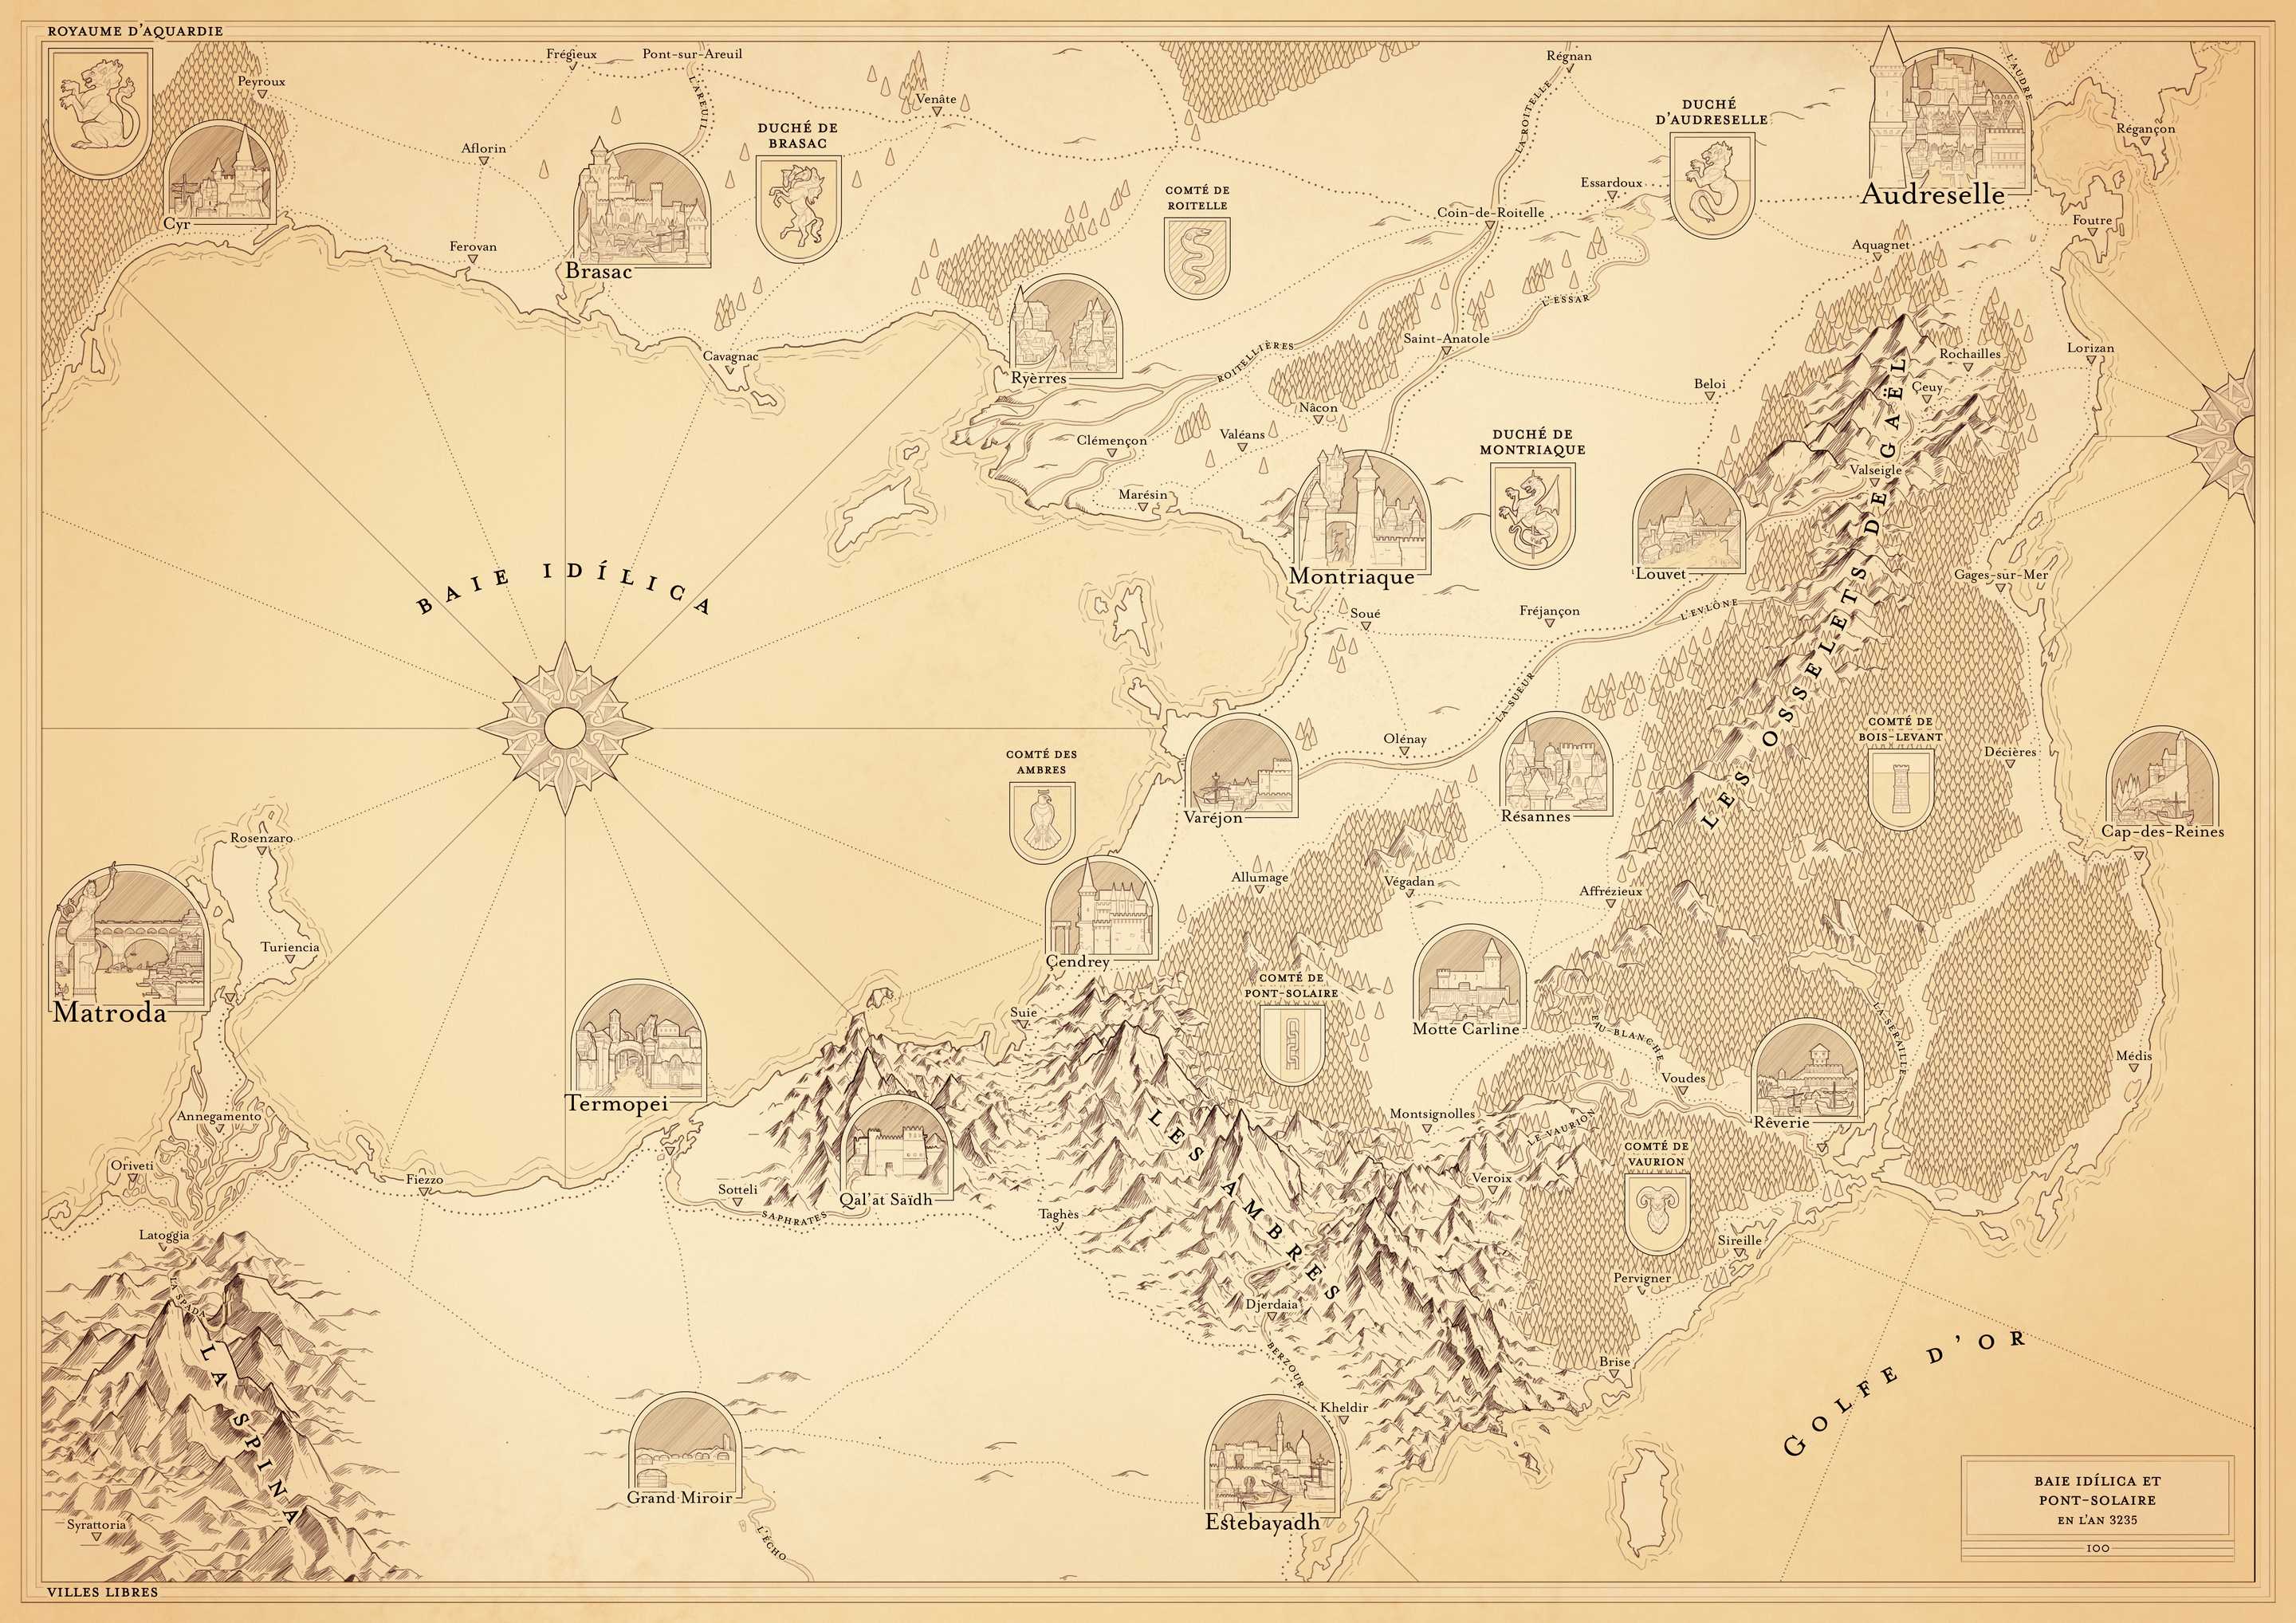 ROYAUME D'AQUARDIE
Frégieux
Pont-sur-Areuil
Régnan
Peyroux
L'AREUIL
Venâte
LA ROITELLE
DUCHÉ
D'AUDRESELLE
L'AUDRE
Régançon
DUCHÉ DE
BRASAC
Aflorin
COMTÉ DE
ROITELLE
Essardoux
Audreselle
Coin-de-Roitelle
Foutre
Cyr
Ferovan
Brasac
Aquagnet
L'ESSAR
Saint-Anatole
ROITELLIÈRES
Cavagnac
Ryèrres
Lorizan
Rochailles
Beloi
Ceuy
Nâcon
Valéans
Clémençon
DUCHÉ DE
MONTRIAQUE
Valseigle
Marésin
Montriaque
Louvet
Gages-sur-Mer
LES OSSELETS DE GAËL
BAIE IDÍLICA
Soué
Fréjançon
L'EVLÔNE
LA SUEUR
COMTÉ DE
BOIS-LEVANT
Olénay
Décières
COMTÉ DES
AMBRES
Varéjon
Résannes
Cap-des-Reines
Rosenzaro
Allumage
Végadan
Affrézieux
Turiencia
Cendrey
COMTÉ DE
PONT-SOLAIRE
Matroda
Suie
Motte Carline
EAU-BLANCHE
LA SERAILLE
Médis
Voudes
Termopei
Annegamento
Montsignolles
Rêverie
LES AMBRES
LE VAURION
COMTÉ DE
VAURION
Oriveti
Fiezzo
Sotteli
Qal'at Saïdh
Veroix
SAPHRATES
Taghès
Latoggia
Sireille
LA SPADA
Pervigner
Djerdaia
GOLFE D'OR
BERZOUR
Brise
LA SPINA
Kheldir
Grand Miroir
Estebayadh
Syrattoria
L'ÉCHO
BAIE IDÍLICA ET
PONT-SOLAIRE
EN L'AN 3235
100
VILLES LIBRES